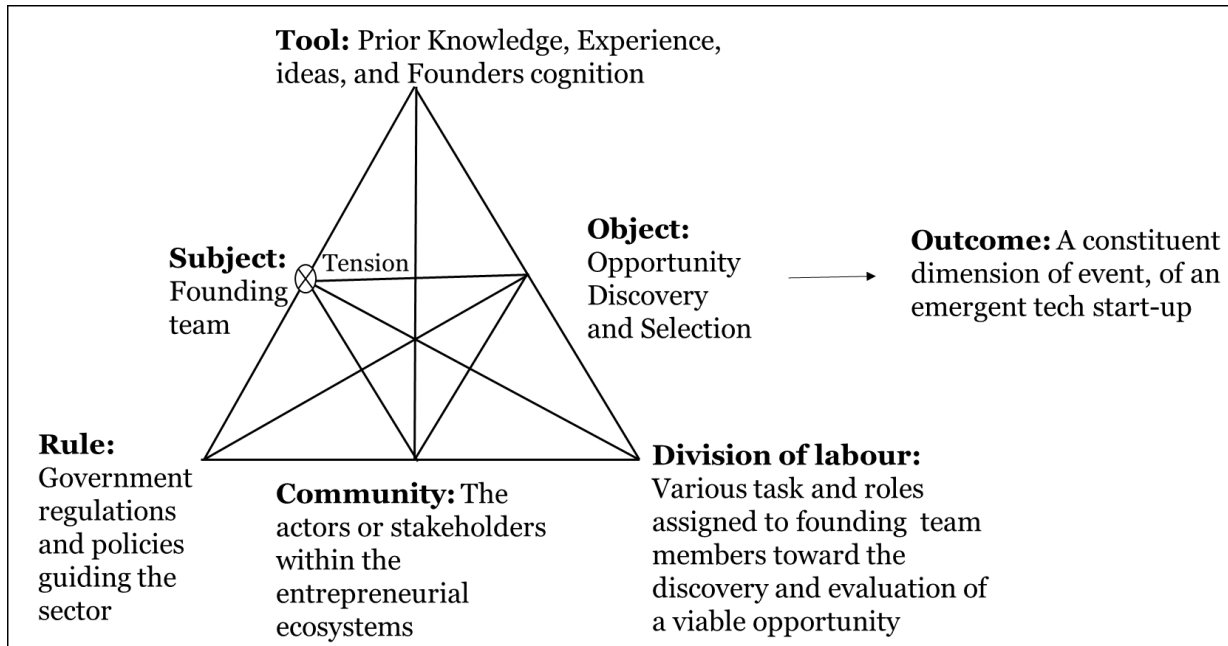 Tool: Prior Knowledge, Experience,
ideas, and Founders cognition
Subject:
Founding
team
Tension
Object:
Opportunity
Discovery
and Selection
Outcome: A constituent
dimension of event, of an
emergent tech start-up
Rule:
Government
regulations
and policies
guiding the
sector
Community: The
actors or stakeholders
within the
entrepreneurial
ecosystems
Division of labour:
Various task and roles
assigned to founding team
members toward the
discovery and evaluation of
a viable opportunity